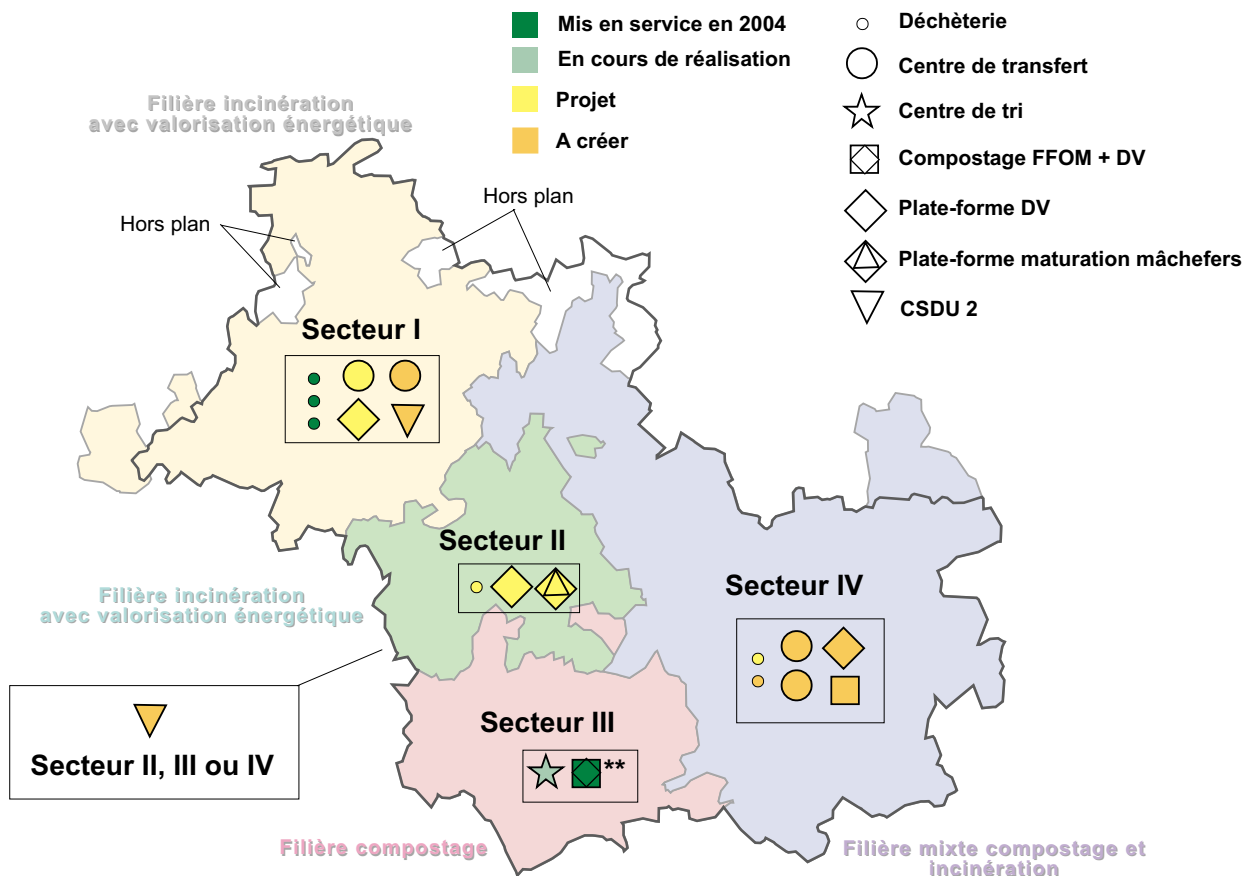 Mis en service en 2004
En cours de réalisation
Projet
A créer
Déchèterie
Centre de transfert
Centre de tri
Compostage FFOM + DV
Plate-forme DV
Plate-forme maturation mâchefers
CSDU 2
Filière incinération
avec valorisation énergétique
Hors plan
Hors plan
Secteur I
Secteur II
Filière incinération
avec valorisation énergétique
Secteur IV
Secteur II, III ou IV
Secteur III
**
Filière compostage
Filière mixte compostage et
incinération